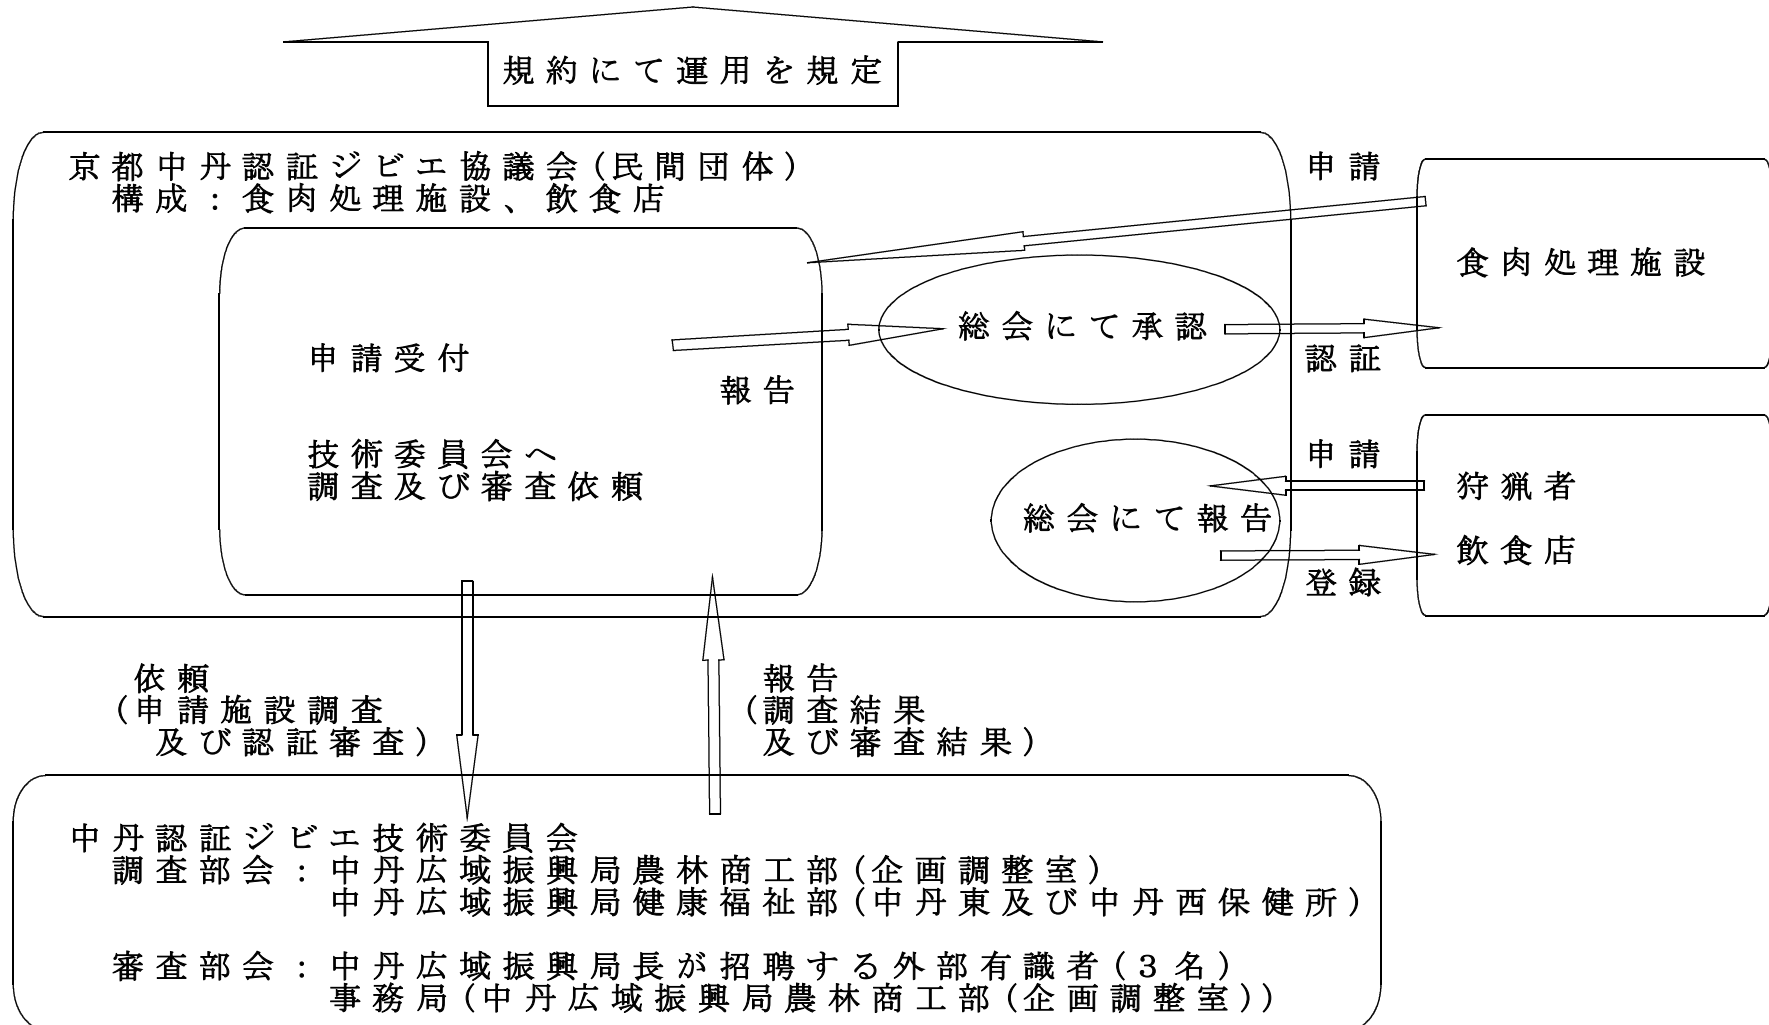 規約にて運用を規定
京都中丹認証ジビエ協議会(民間団体)
構成:食肉処理施設、飲食店
申請
食肉処理施設
総会にて承認
認証
申請受付
報告
技術委員会へ
調査及び審査依頼
申請
狩猟者
総会にて報告
飲食店
登録
依頼
(申請施設調査
及び認証審査)
報告
(調査結果
及び審査結果)
中丹認証ジビエ技術委員会
調査部会:中丹広域振興局農林商工部(企画調整室)
中丹広域振興局健康福祉部(中丹東及び中丹西保健所)
審査部会:中丹広域振興局長が招聘する外部有識者(3名)
事務局(中丹広域振興局農林商工部(企画調整室))